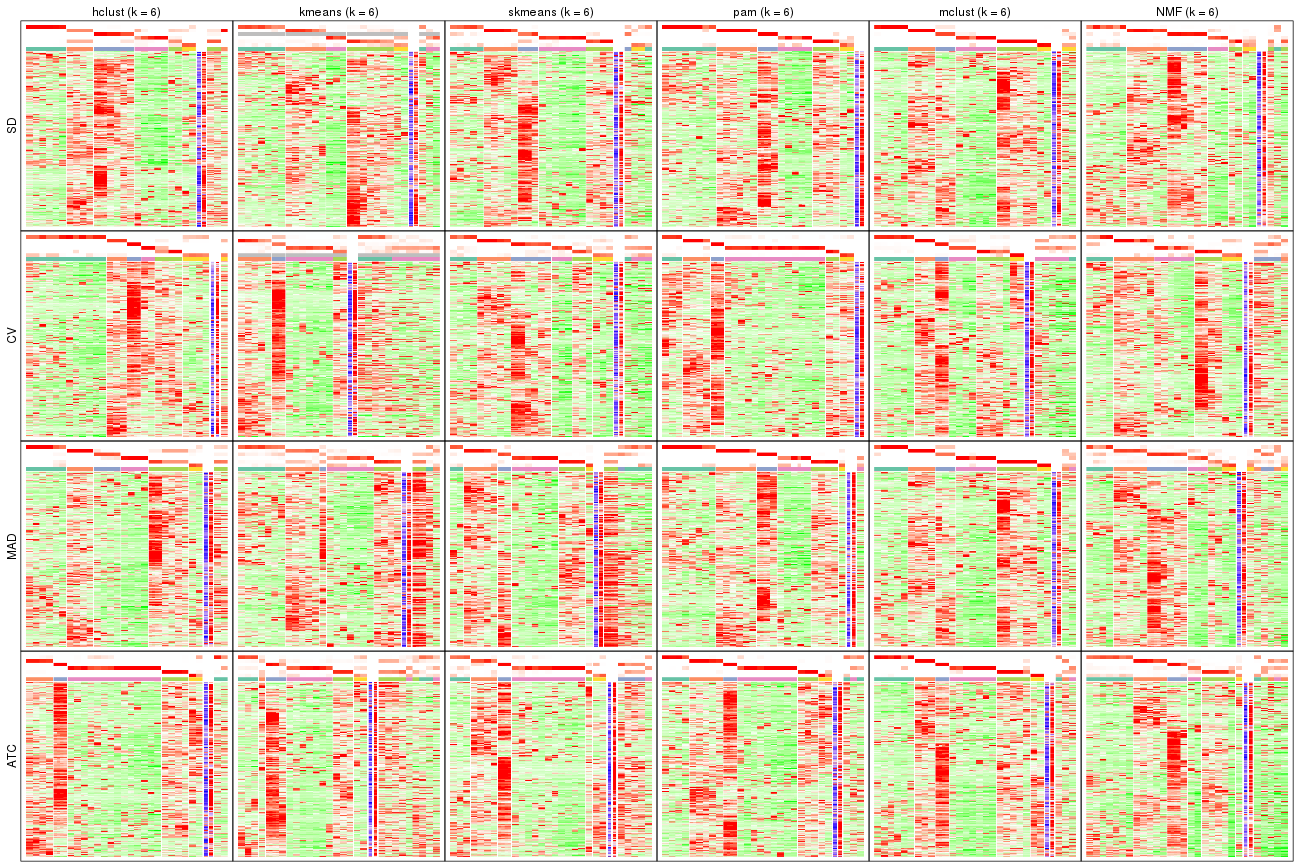 hclust (k = 6) kmeans (k = 6) skmeans (k = 6) pam (k = 6) mclust (k = 6) NMF (k = 6)
SD
CV
MAD
ATC